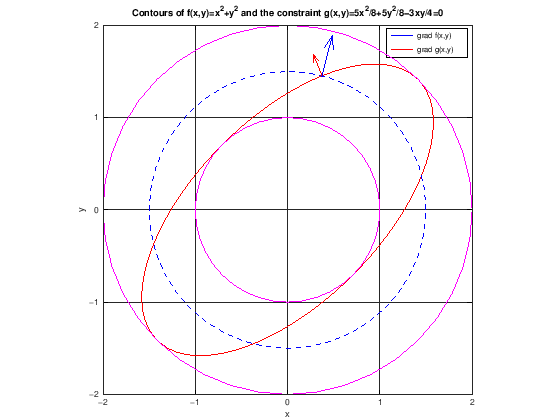 Contours of f(x,y)=x²+y² and the constraint g(x,y)=5x²/8+5y²/8−3xy/4=0
grad f(x,y)
grad g(x,y)
2
1
0
−1
−2
y
−2 −1 0 1 2
x